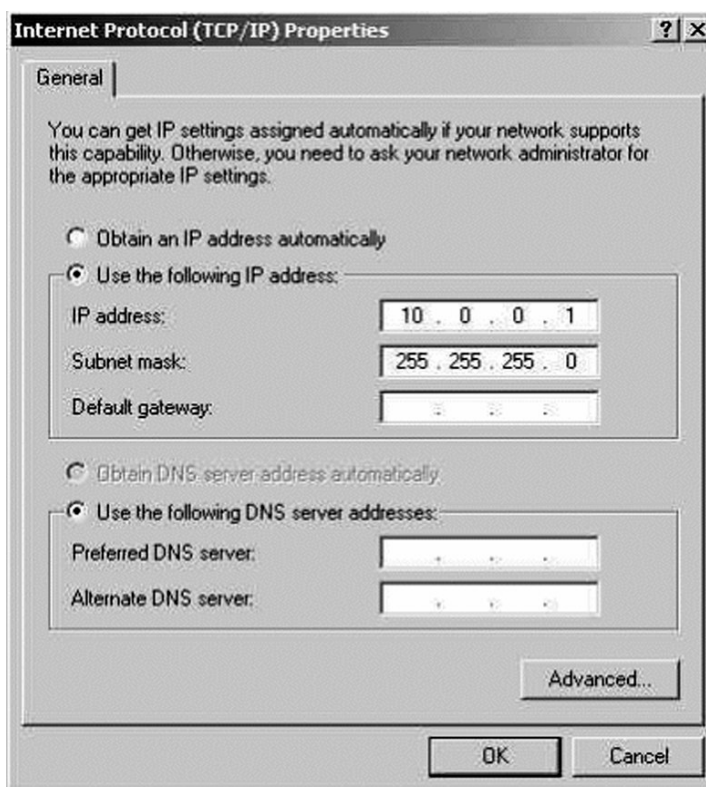 Internet Protocol (TCP/IP) Properties
General
You can get IP settings assigned automatically if your network supports
this capability. Otherwise, you need to ask your network administrator for
the appropriate IP settings.
Obtain an IP address automatically
Use the following IP address:
IP address: 10 . 0 . 0 . 1
Subnet mask: 255 . 255 . 255 . 0
Default gateway: . . .
Obtain DNS server address automatically
Use the following DNS server addresses:
Preferred DNS server: . . .
Alternate DNS server: . . .
Advanced...
OK Cancel